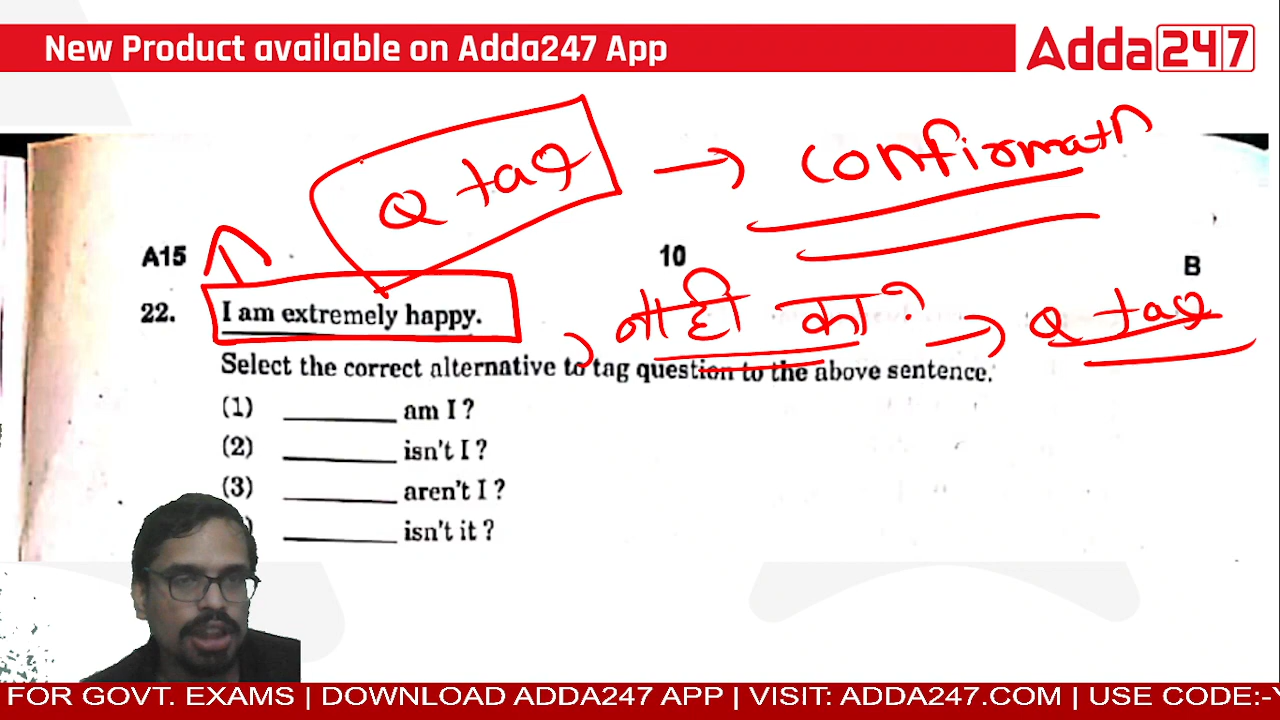 New Product available on Adda247 App
Adda247
Q tag → confirmatn
A15
10
B
22. I am extremely happy.
, नाही का? → Q tag
Select the correct alternative to tag question to the above sentence.
(1) ________ am I ?
(2) ________ isn't I ?
(3) ________ aren't I ?
________ isn't it ?
FOR GOVT. EXAMS | DOWNLOAD ADDA247 APP | VISIT: ADDA247.COM | USE CODE:-